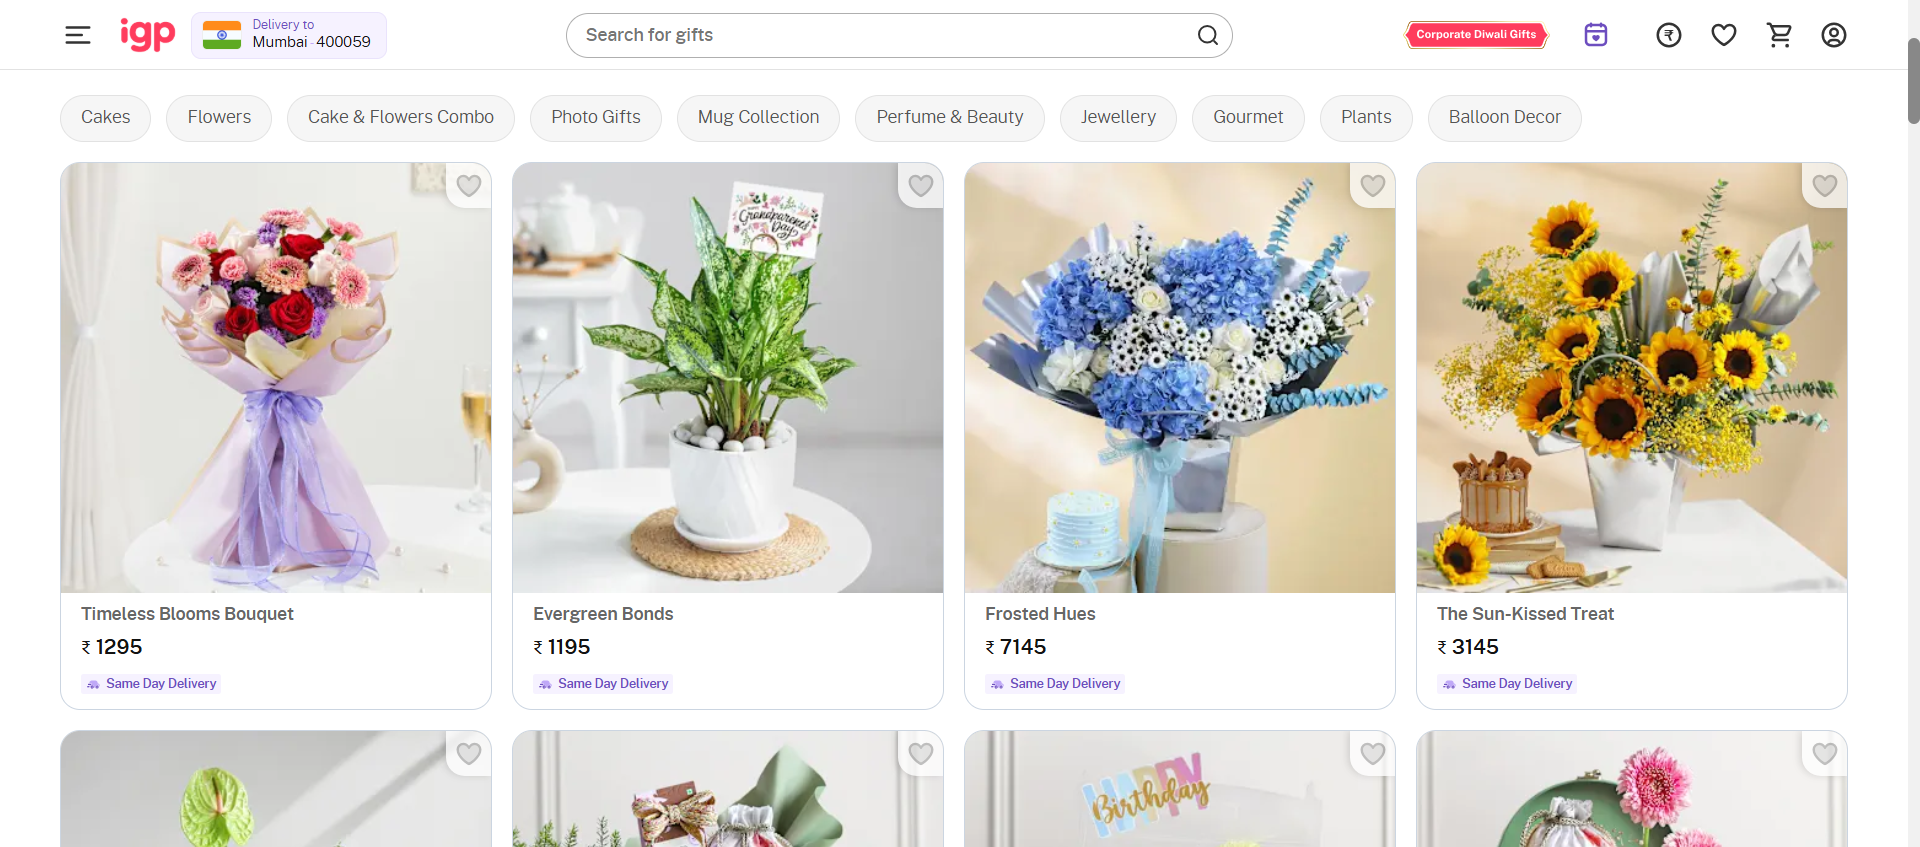 igp
Delivery to
Mumbai - 400059
Search for gifts
Corporate Diwali Gifts
₹
Cakes
Flowers
Cake & Flowers Combo
Photo Gifts
Mug Collection
Perfume & Beauty
Jewellery
Gourmet
Plants
Balloon Decor
Grandparents
Day
Timeless Blooms Bouquet
₹ 1295
Same Day Delivery
Evergreen Bonds
₹ 1195
Same Day Delivery
Frosted Hues
₹ 7145
Same Day Delivery
The Sun-Kissed Treat
₹ 3145
Same Day Delivery
HAPPY
Birthday